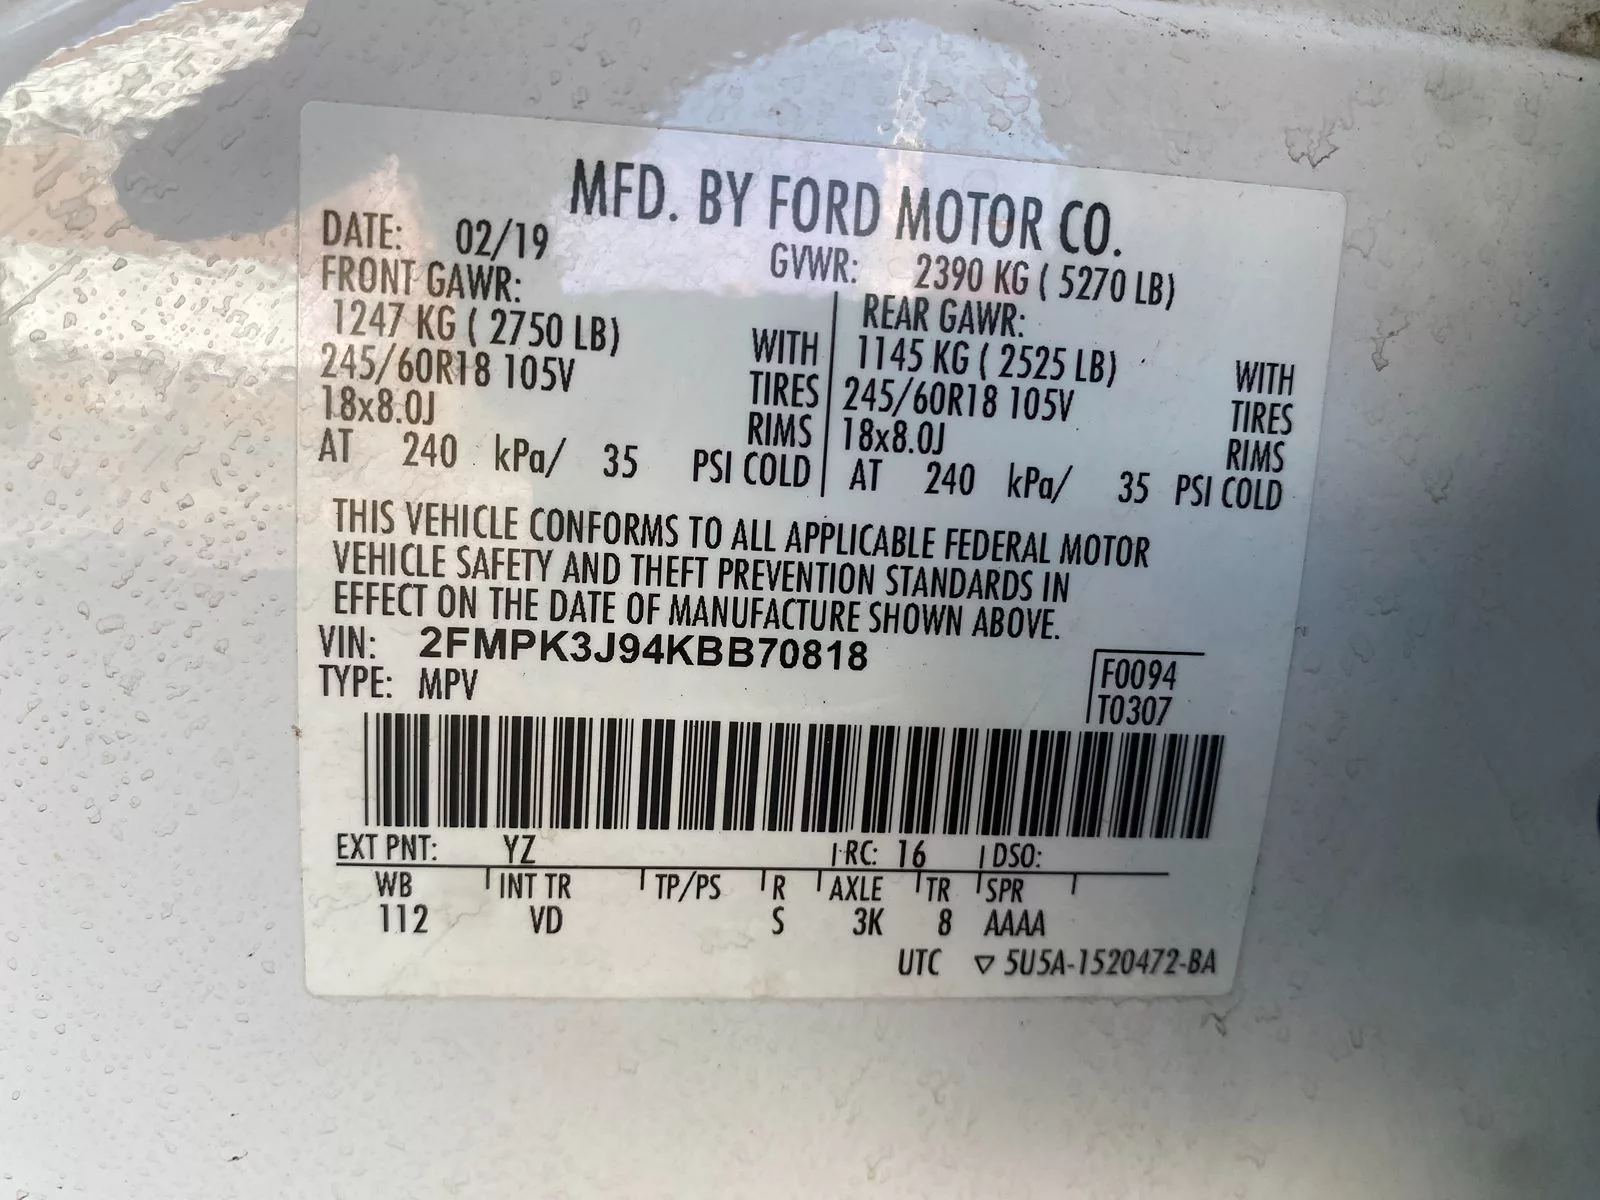 MFD. BY FORD MOTOR CO.
DATE: 02/19 GVWR: 2390 KG ( 5270 LB)
FRONT GAWR: REAR GAWR:
1247 KG ( 2750 LB) WITH 1145 KG ( 2525 LB) WITH
245/60R18 105V TIRES 245/60R18 105V TIRES
18x8.0J RIMS 18x8.0J RIMS
AT 240 kPa/ 35 PSI COLD AT 240 kPa/ 35 PSI COLD
THIS VEHICLE CONFORMS TO ALL APPLICABLE FEDERAL MOTOR
VEHICLE SAFETY AND THEFT PREVENTION STANDARDS IN
EFFECT ON THE DATE OF MANUFACTURE SHOWN ABOVE.
VIN: 2FMPK3J94KBB70818
TYPE: MPV
F0094
T0307
EXT PNT: YZ RC: 16 DSO:
WB INT TR TP/PS R AXLE TR SPR
112 VD S 3K 8 AAAA
UTC ▽ 5U5A-1520472-BA